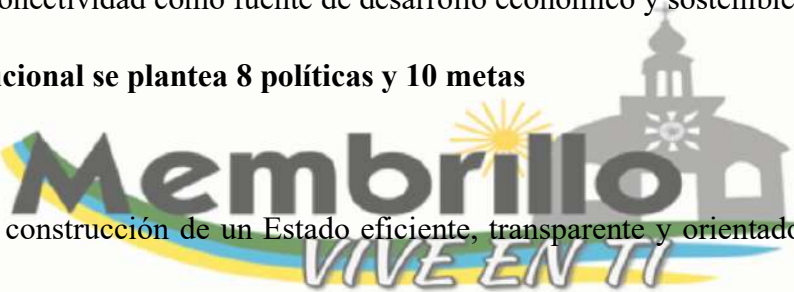 onectividad como fuente de desarrollo económico y sostenible
ucional se plantea 8 políticas y 10 metas
Membrillo
construcción de un Estado eficiente, transparente y orientado
VIVE EN TI